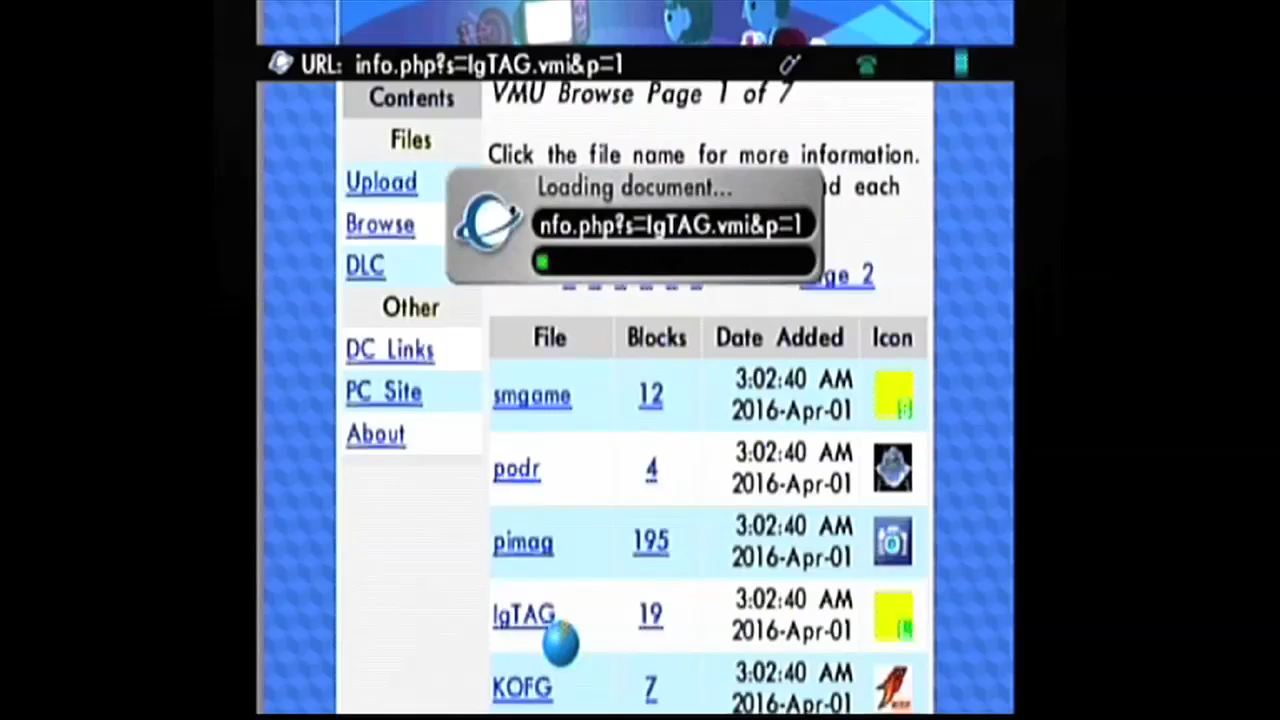 URL: info.php?s=lgTAG.vmi&p=1
Contents
VMU Browse Page 1 of 7
Files
Click the file name for more information.
Upload
Loading document...
each
Browse
nfo.php?s=lgTAG.vmi&p=1
DLC
2
Other
File Blocks Date Added Icon
DC Links
PC Site
About
smgame 12 3:02:40 AM
2016-Apr-01
podr 4 3:02:40 AM
2016-Apr-01
pimag 195 3:02:40 AM
2016-Apr-01
lgTAG 19 3:02:40 AM
2016-Apr-01
KOFG 7 3:02:40 AM
2016-Apr-01